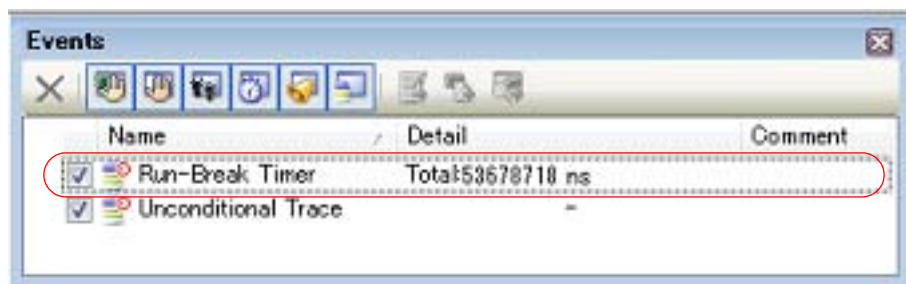 Events
Name Detail Comment
Run-Break Timer Total:53678718 ns
Unconditional Trace -